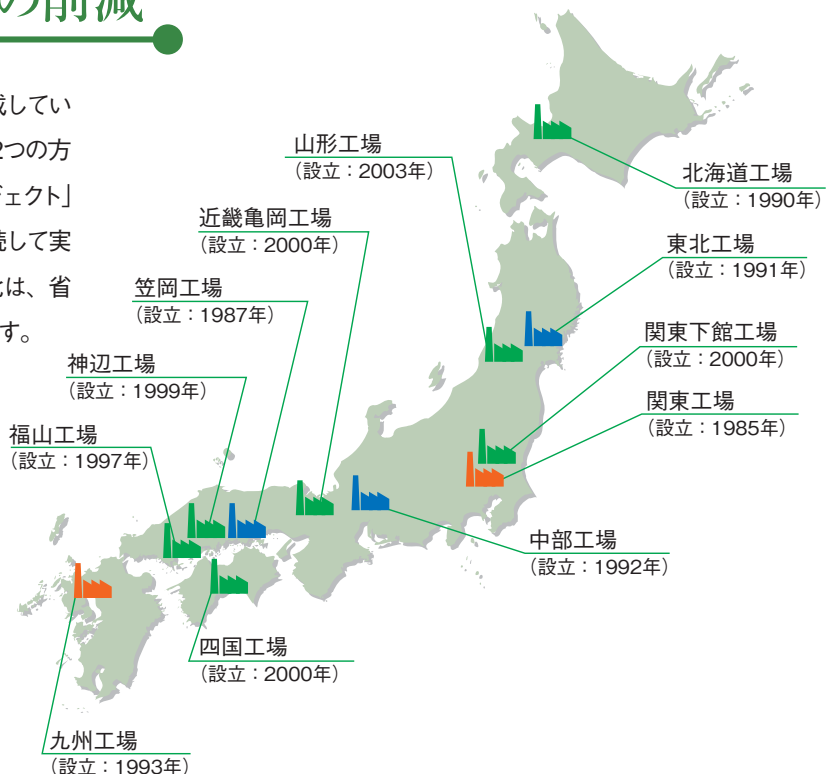 の削減
成してい
2つの方
ジェクト」
続して実
化は、省
す。
山形工場
(設立：2003年)
近畿亀岡工場
(設立：2000年)
笠岡工場
(設立：1987年)
神辺工場
(設立：1999年)
福山工場
(設立：1997年)
北海道工場
(設立：1990年)
東北工場
(設立：1991年)
関東下館工場
(設立：2000年)
関東工場
(設立：1985年)
中部工場
(設立：1992年)
四国工場
(設立：2000年)
九州工場
(設立：1993年)